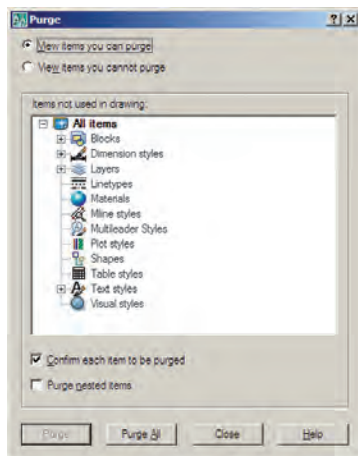 Purge
View items you can purge
View items you cannot purge
Items not used in drawing:
All items
Blocks
Dimension styles
Layers
Linetypes
Materials
Mline styles
Multileader Styles
Plot styles
Shapes
Table styles
Text styles
Visual styles
Confirm each item to be purged
Purge nested items
Purge Purge All Close Help